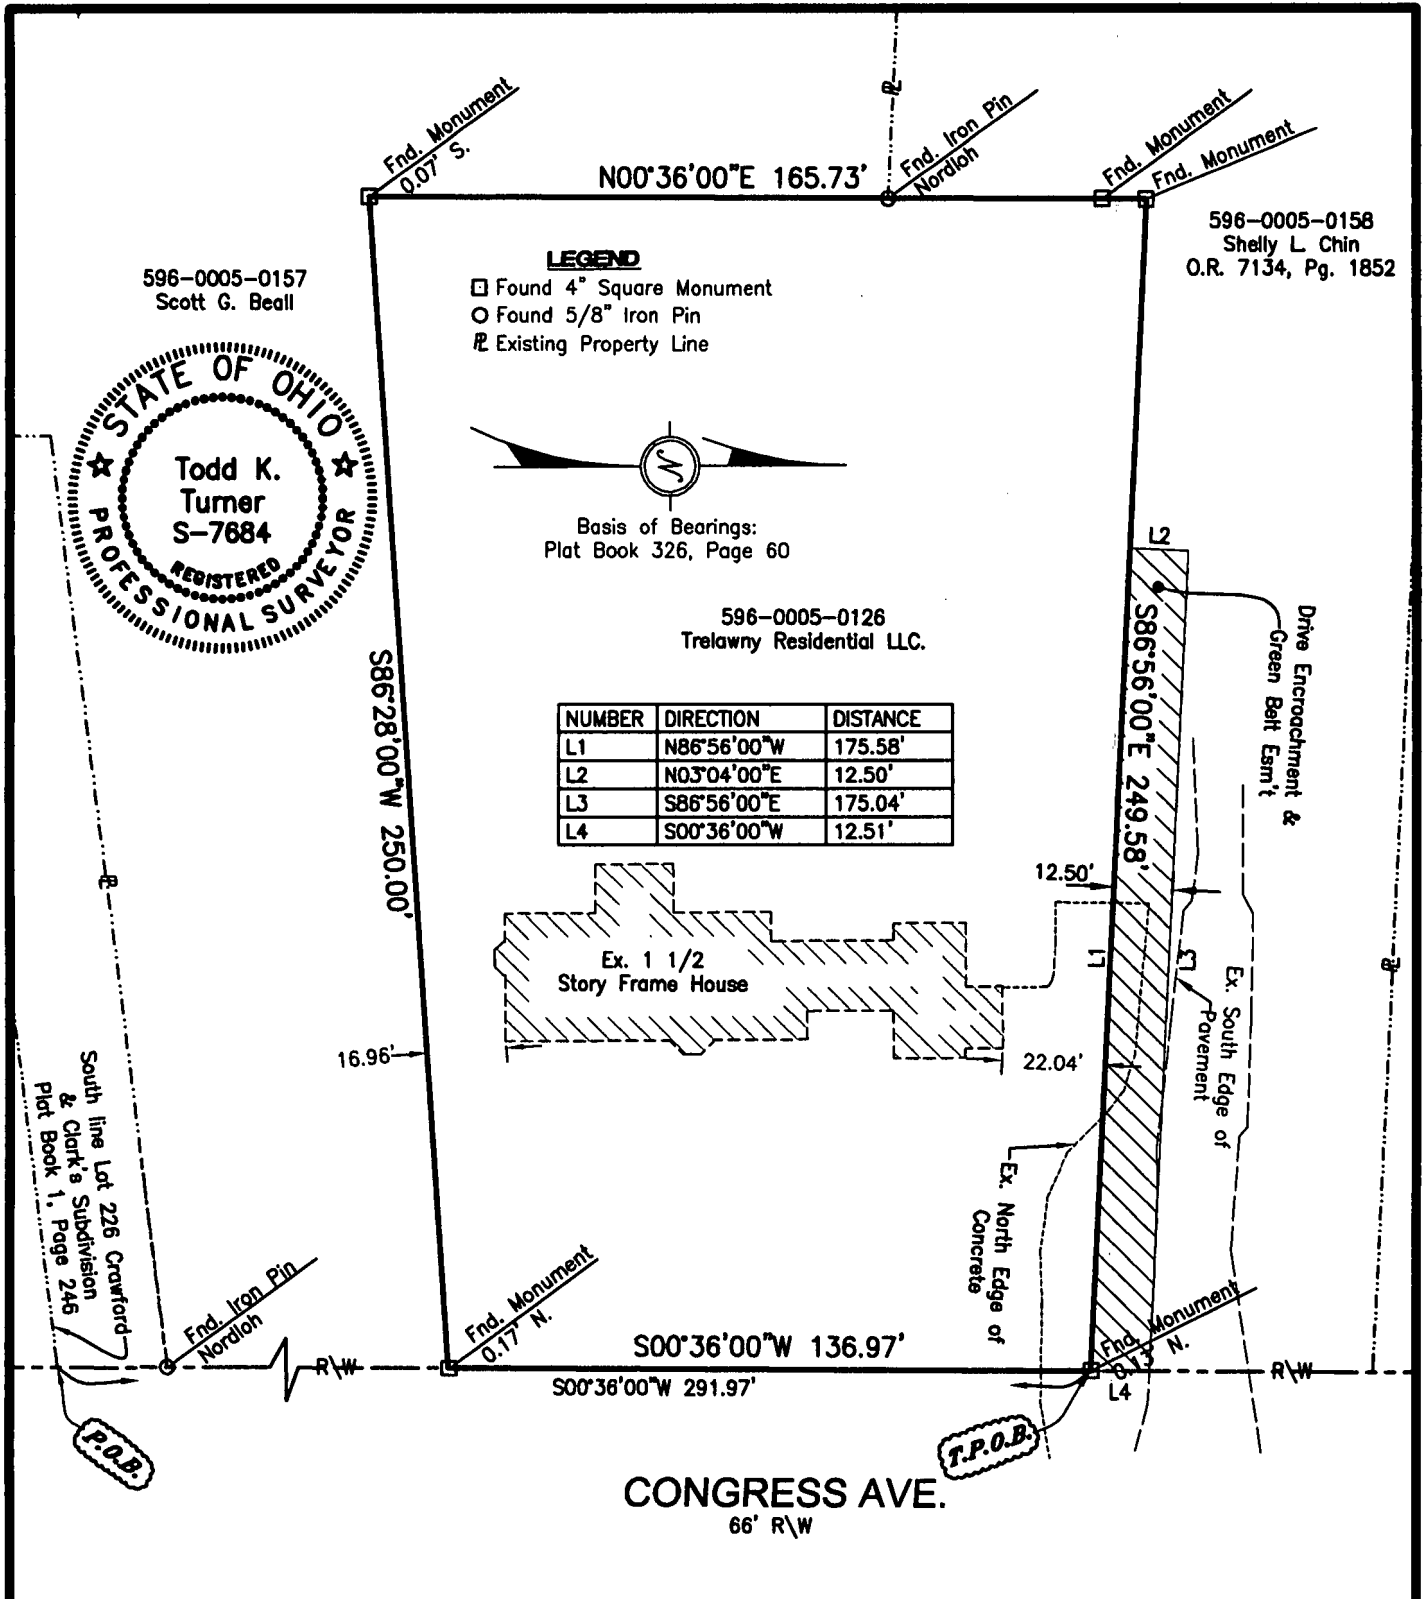 Fnd. Monument
0.07' S.
N00°36'00"E 165.73'
Fnd. Iron Pin
Nordloh
Fnd. Monument
Fnd. Monument
PL
596-0005-0158
Shelly L. Chin
O.R. 7134, Pg. 1852
596-0005-0157
Scott G. Beall
LEGEND
Found 4" Square Monument
Found 5/8" Iron Pin
PL Existing Property Line
STATE OF OHIO
Todd K.
Turner
S-7684
REGISTERED
PROFESSIONAL SURVEYOR
N
Basis of Bearings:
Plat Book 326, Page 60
596-0005-0126
Trelawny Residential LLC.
L2
Drive Encroachment &
Green Belt Esm't
S86°28'00"W 250.00'
S86°56'00"E 249.58'
NUMBER DIRECTION DISTANCE
L1 N86°56'00"W 175.58'
L2 N03°04'00"E 12.50'
L3 S86°56'00"E 175.04'
L4 S00°36'00"W 12.51'
PL
12.50'
L1
L3
PL
Ex. 1 1/2
Story Frame House
16.96'
22.04'
Ex. South Edge of
Pavement
Ex. North Edge of
Concrete
South line Lot 226 Crawford
& Clark's Subdivision
Plat Book 1, Page 246
Fnd. Iron Pin
Nordloh
Fnd. Monument
0.17' N.
Fnd. Monument
0.13' N.
R\W
S00°36'00"W 136.97'
S00°36'00"W 291.97'
L4
R\W
P.O.B.
T.P.O.B.
CONGRESS AVE.
66' R\W